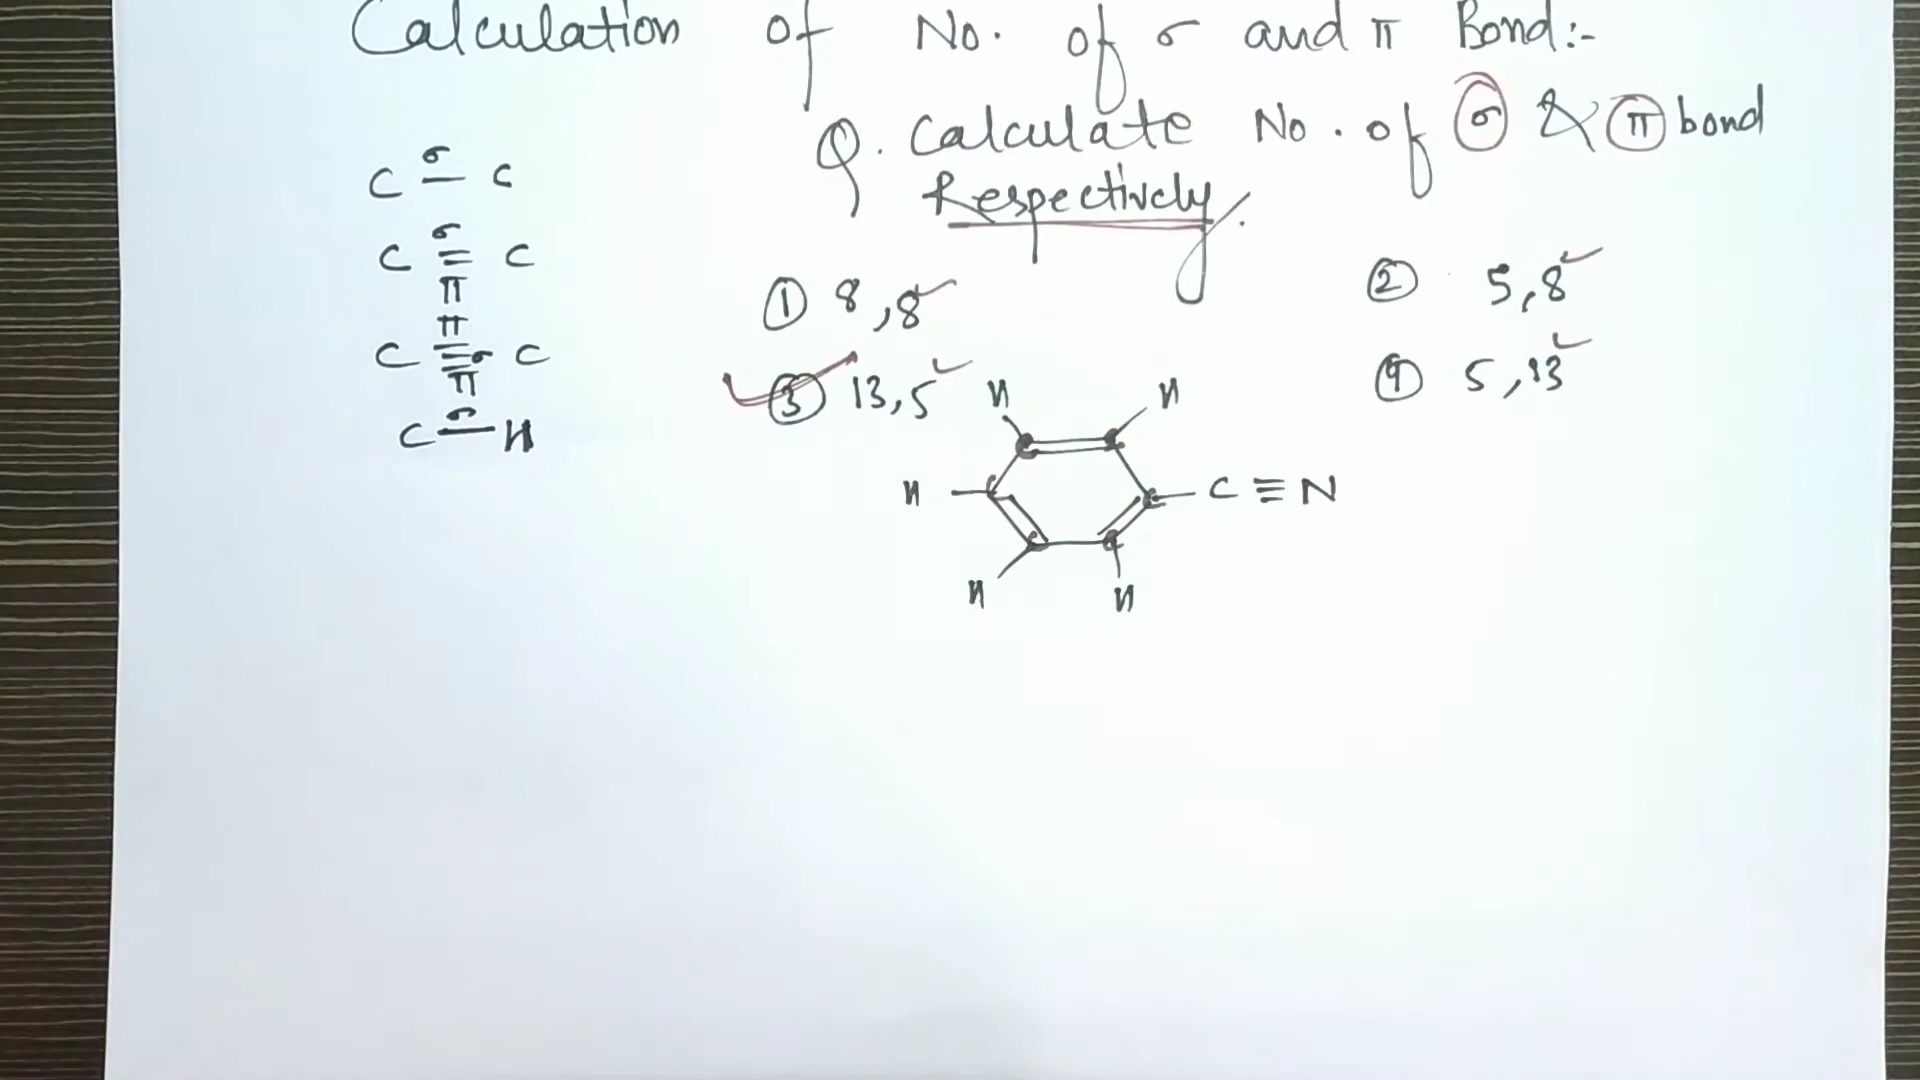 Calculation of No. of σ and π Bond:-
Q. Calculate No. of σ & π bond
Respectively.
σ
C — C
σ
C = C
π
π
C ≡ σ C
π
σ
C — H
① 8,8
② 5,8
③ 13,5
④ 5,13
H H
H C C ≡ N
H H